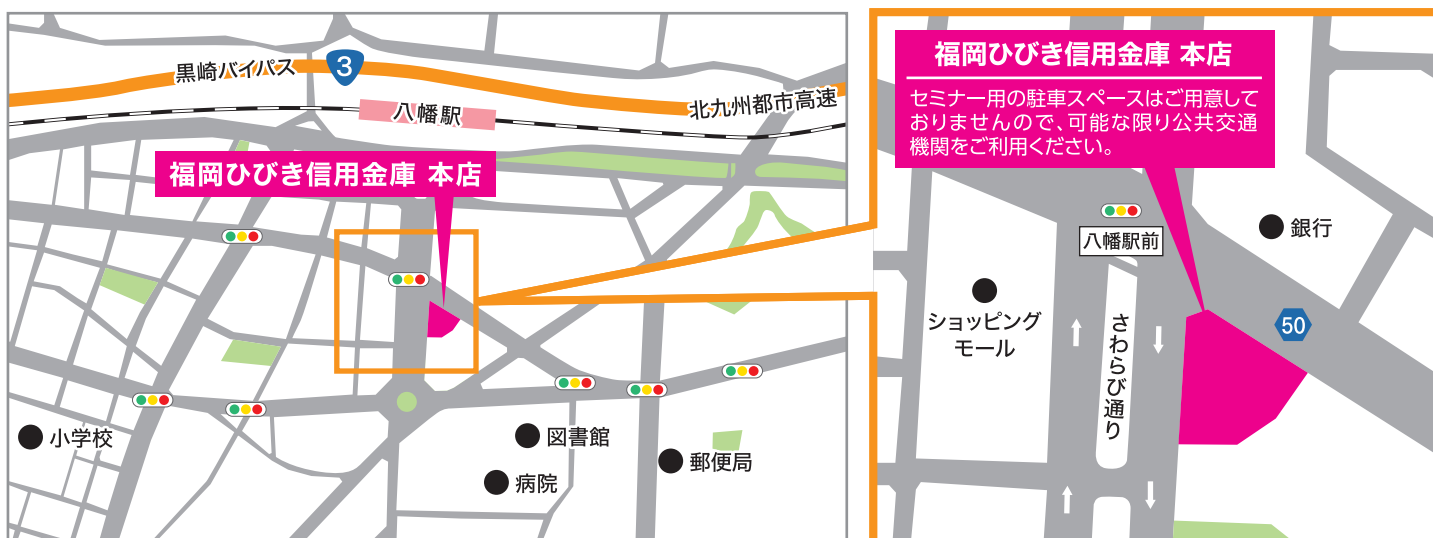 黒崎バイパス
3
八幡駅
北九州都市高速
福岡ひびき信用金庫 本店
小学校
図書館
病院
郵便局
福岡ひびき信用金庫 本店
セミナー用の駐車スペースはご用意して
おりませんので、可能な限り公共交通
機関をご利用ください。
八幡駅前
銀行
ショッピング
モール
さわらび通り
50